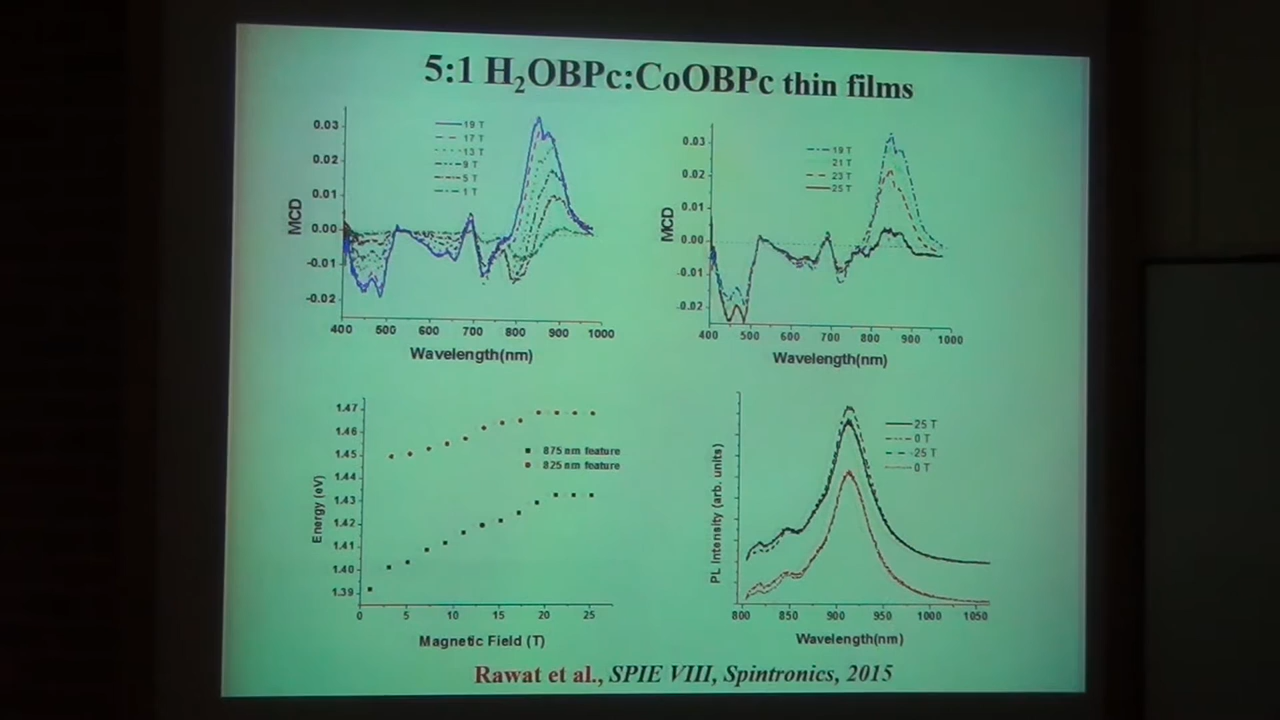 5:1 H₂OBPc:CoOBPc thin films
MCD
0.03
0.02
0.01
0.00
-0.01
-0.02
19 T
17 T
13 T
9 T
5 T
1 T
400 500 600 700 800 900 1000
Wavelength(nm)
MCD
0.03
0.02
0.01
0.00
-0.01
-0.02
19 T
21 T
23 T
25 T
400 500 600 700 800 900 1000
Wavelength(nm)
Energy (eV)
1.47
1.46
1.45
1.44
1.43
1.42
1.41
1.40
1.39
875 nm feature
825 nm feature
0 5 10 15 20 25
Magnetic Field (T)
PL Intensity (arb. units)
25 T
0 T
-25 T
0 T
800 850 900 950 1000 1050
Wavelength(nm)
Rawat et al., SPIE VIII, Spintronics, 2015